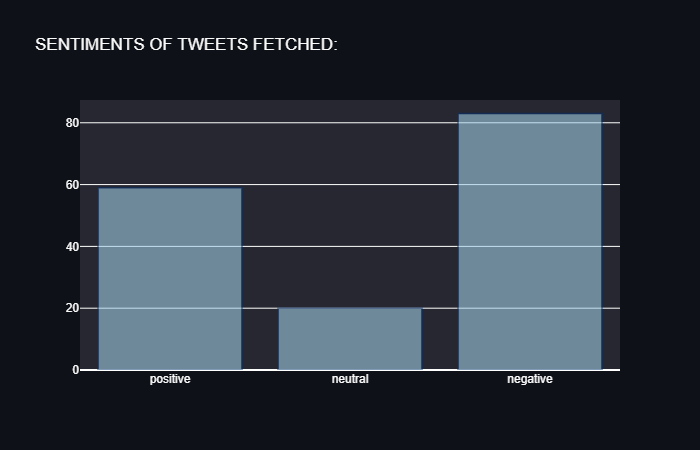 SENTIMENTS OF TWEETS FETCHED:
80
60
40
20
0
positive neutral negative